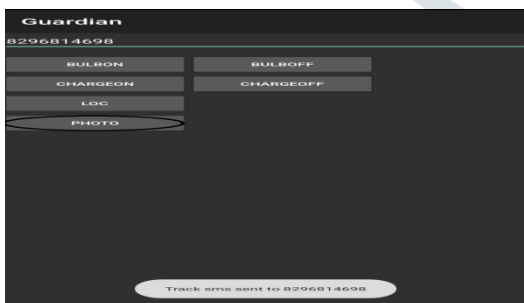 Guardian
8296814698
BULBON BULBOFF
CHARGEON CHARGEOFF
LOC
PHOTO
Track sms sent to 8296814698